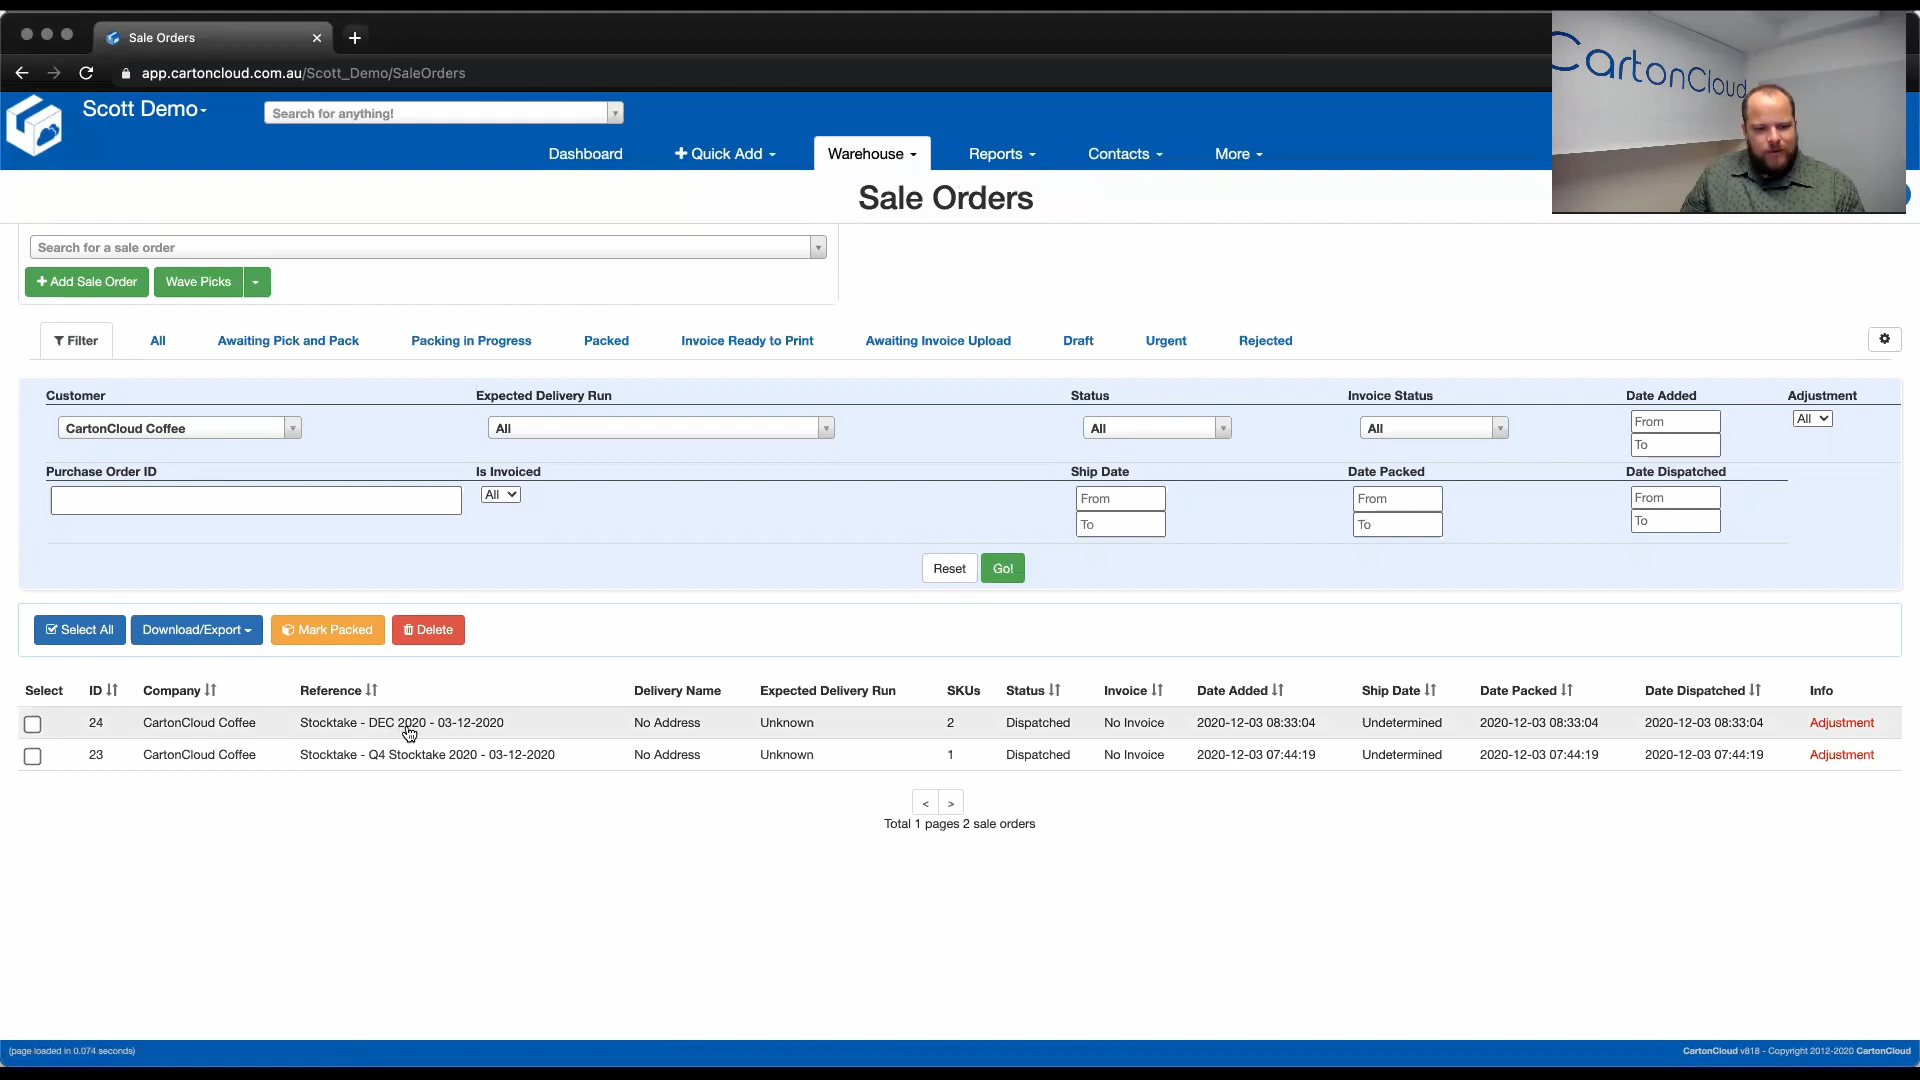 Sale Orders
app.cartoncloud.com.au/Scott_Demo/SaleOrders
CartonCloud
Scott Demo
Search for anything!
Dashboard
Quick Add
Warehouse
Reports
Contacts
More
Sale Orders
Search for a sale order
Add Sale Order
Wave Picks
Filter
All
Awaiting Pick and Pack
Packing in Progress
Packed
Invoice Ready to Print
Awaiting Invoice Upload
Draft
Urgent
Rejected
Customer Expected Delivery Run Status Invoice Status Date Added Adjustment
CartonCloud Coffee All All All From All
To
Purchase Order ID Is Invoiced Ship Date Date Packed Date Dispatched
All From From From
To To To
Reset Go!
Select All Download/Export Mark Packed Delete
Select ID Company Reference Delivery Name Expected Delivery Run SKUs Status Invoice Date Added Ship Date Date Packed Date Dispatched Info
24 CartonCloud Coffee Stocktake - DEC 2020 - 03-12-2020 No Address Unknown 2 Dispatched No Invoice 2020-12-03 08:33:04 Undetermined 2020-12-03 08:33:04 2020-12-03 08:33:04 Adjustment
23 CartonCloud Coffee Stocktake - Q4 Stocktake 2020 - 03-12-2020 No Address Unknown 1 Dispatched No Invoice 2020-12-03 07:44:19 Undetermined 2020-12-03 07:44:19 2020-12-03 07:44:19 Adjustment
< >
Total 1 pages 2 sale orders
(page loaded in 0.074 seconds)
CartonCloud v818 - Copyright 2012-2020 CartonCloud